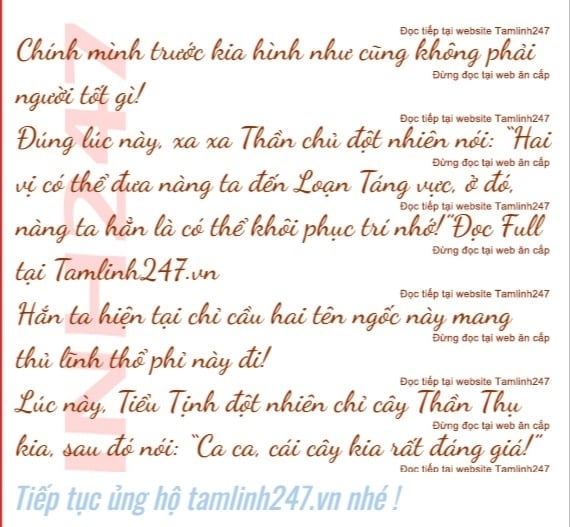 Đọc tiếp tại website Tamlinh247
Chính mình trước kia hình như cũng không phải
Đừng đọc tại web ăn cắp
người tốt gì!
Đọc tiếp tại website Tamlinh247
Đúng lúc này, xa xa Thần chủ đột nhiên nói: “Hai
Đừng đọc tại web ăn cắp
vị có thể đưa nàng ta đến Loạn Táng vực, ở đó,
Đọc tiếp tại website Tamlinh247
nàng ta hẳn là có thể khôi phục trí nhớ!”Đọc Full
Đừng đọc tại web ăn cắp
tại Tamlinh247.vn
Đọc tiếp tại website Tamlinh247
Hắn ta hiện tại chỉ cầu hai tên ngốc này mang
Đừng đọc tại web ăn cắp
thủ lĩnh thổ phỉ này đi!
Đọc tiếp tại website Tamlinh247
Lúc này, Tiểu Tịnh đột nhiên chỉ cây Thần Thụ
Đừng đọc tại web ăn cắp
kia, sau đó nói: “Ca ca, cái cây kia rất đáng giá!”
Đọc tiếp tại website Tamlinh247
Tiếp tục ủng hộ tamlinh247.vn nhé !
INH247